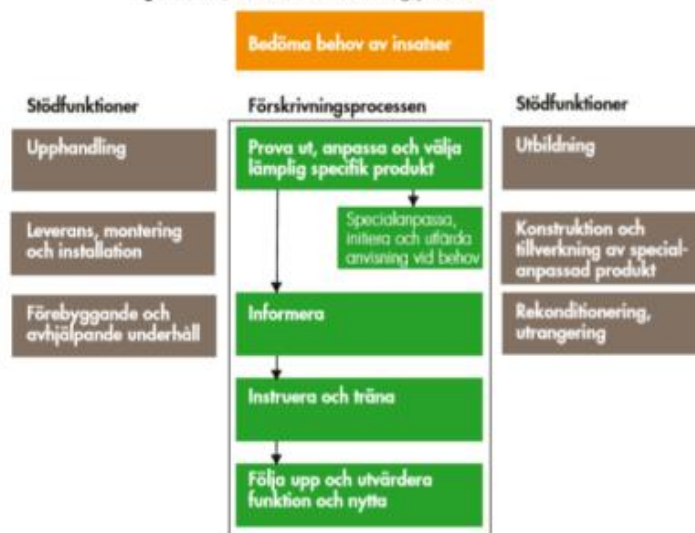 Bedöma behov av insatser
Stödfunktioner
Förskrivningsprocessen
Stödfunktioner
Upphandling
Prova ut, anpassa och välja
lämplig specifik produkt
Utbildning
Leverans, montering
och installation
Specialanpassa,
initiera och utfärda
anvisning vid behov
Konstruktion och
tillverkning av special-
anpassad produkt
Förebyggande och
avhjälpande underhåll
Informera
Rekonditionering,
utrangering
Instruera och träna
Följa upp och utvärdera
funktion och nytta